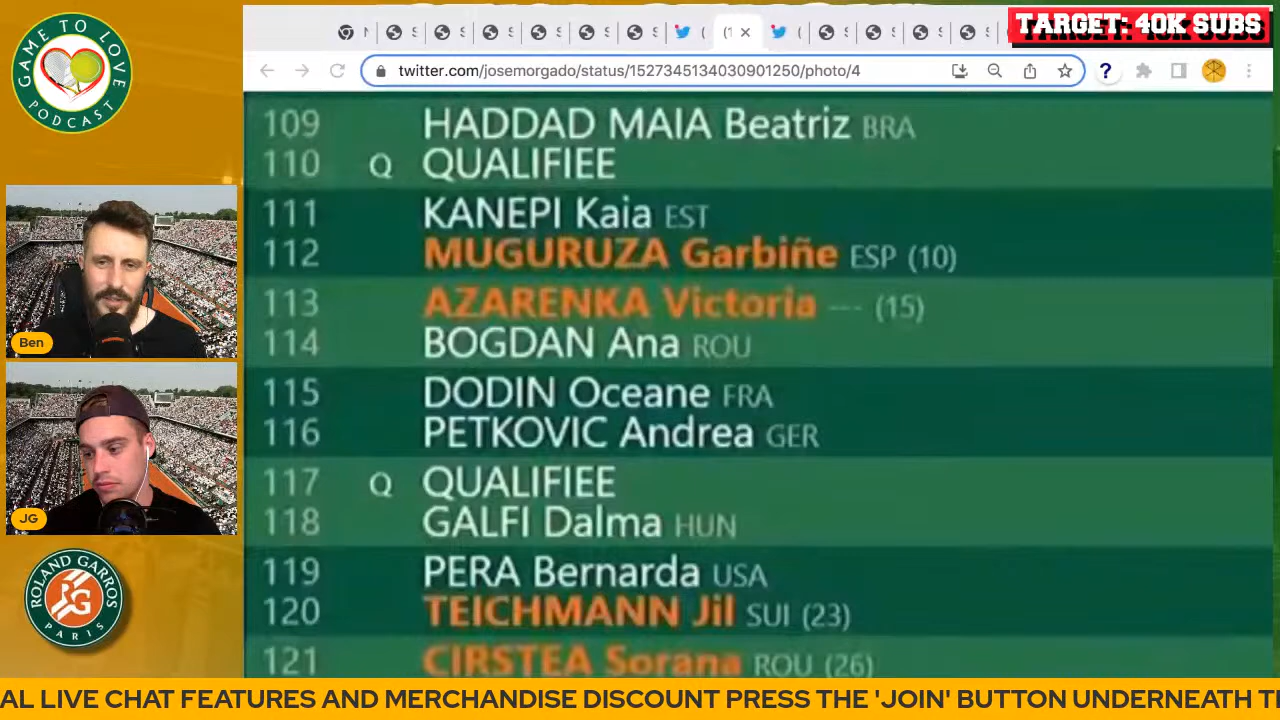 GAME TO LOVE
PODCAST
TARGET: 40K SUBS
twitter.com/josemorgado/status/1527345134030901250/photo/4
109 HADDAD MAIA Beatriz BRA
110 Q QUALIFIEE
111 KANEPI Kaia EST
112 MUGURUZA Garbiñe ESP (10)
113 AZARENKA Victoria --- (15)
114 BOGDAN Ana ROU
115 DODIN Oceane FRA
116 PETKOVIC Andrea GER
117 Q QUALIFIEE
118 GALFI Dalma HUN
119 PERA Bernarda USA
120 TEICHMANN Jil SUI (23)
121 CIRSTEA Sorana ROU (26)
Ben
JG
ROLAND GARROS
RG
PARIS
AL LIVE CHAT FEATURES AND MERCHANDISE DISCOUNT PRESS THE 'JOIN' BUTTON UNDERNEATH T